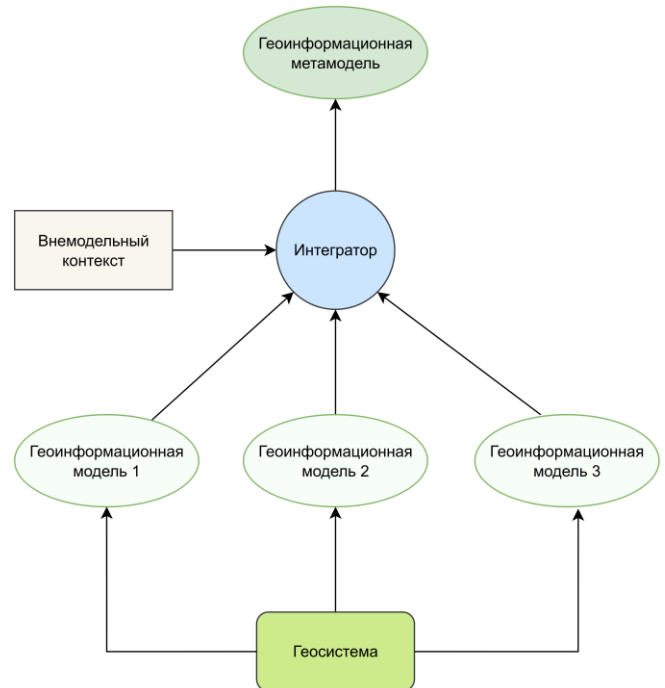 Геоинформационная
метамодель
Внемодельный
контекст
Интегратор
Геоинформационная
модель 1
Геоинформационная
модель 2
Геоинформационная
модель 3
Геосистема